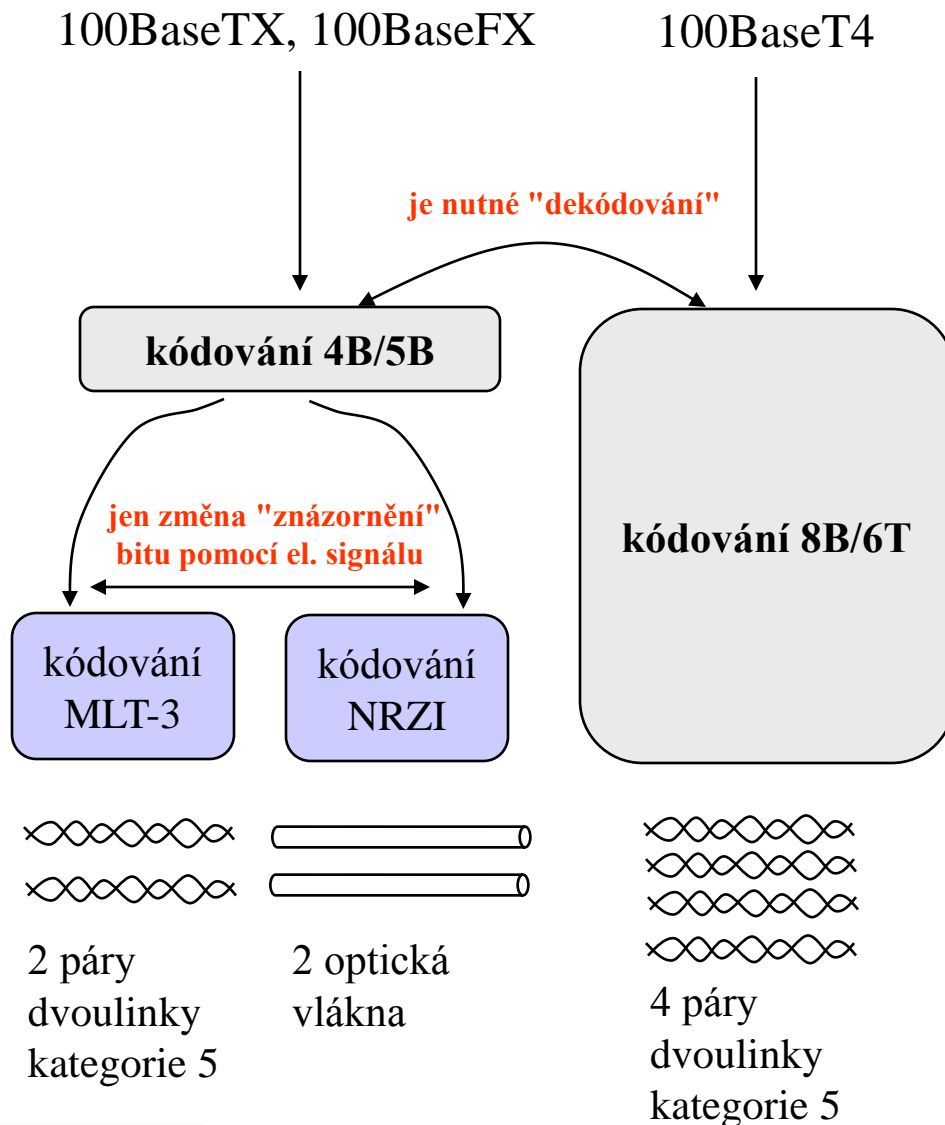 100BaseTX, 100BaseFX
100BaseT4
je nutné "dekódování"
kódování 4B/5B
jen změna "znázornění"
bitu pomocí el. signálu
kódování 8B/6T
kódování
MLT-3
kódování
NRZI
2 páry
dvoulinky
kategorie 5
2 optická
vlákna
4 páry
dvoulinky
kategorie 5